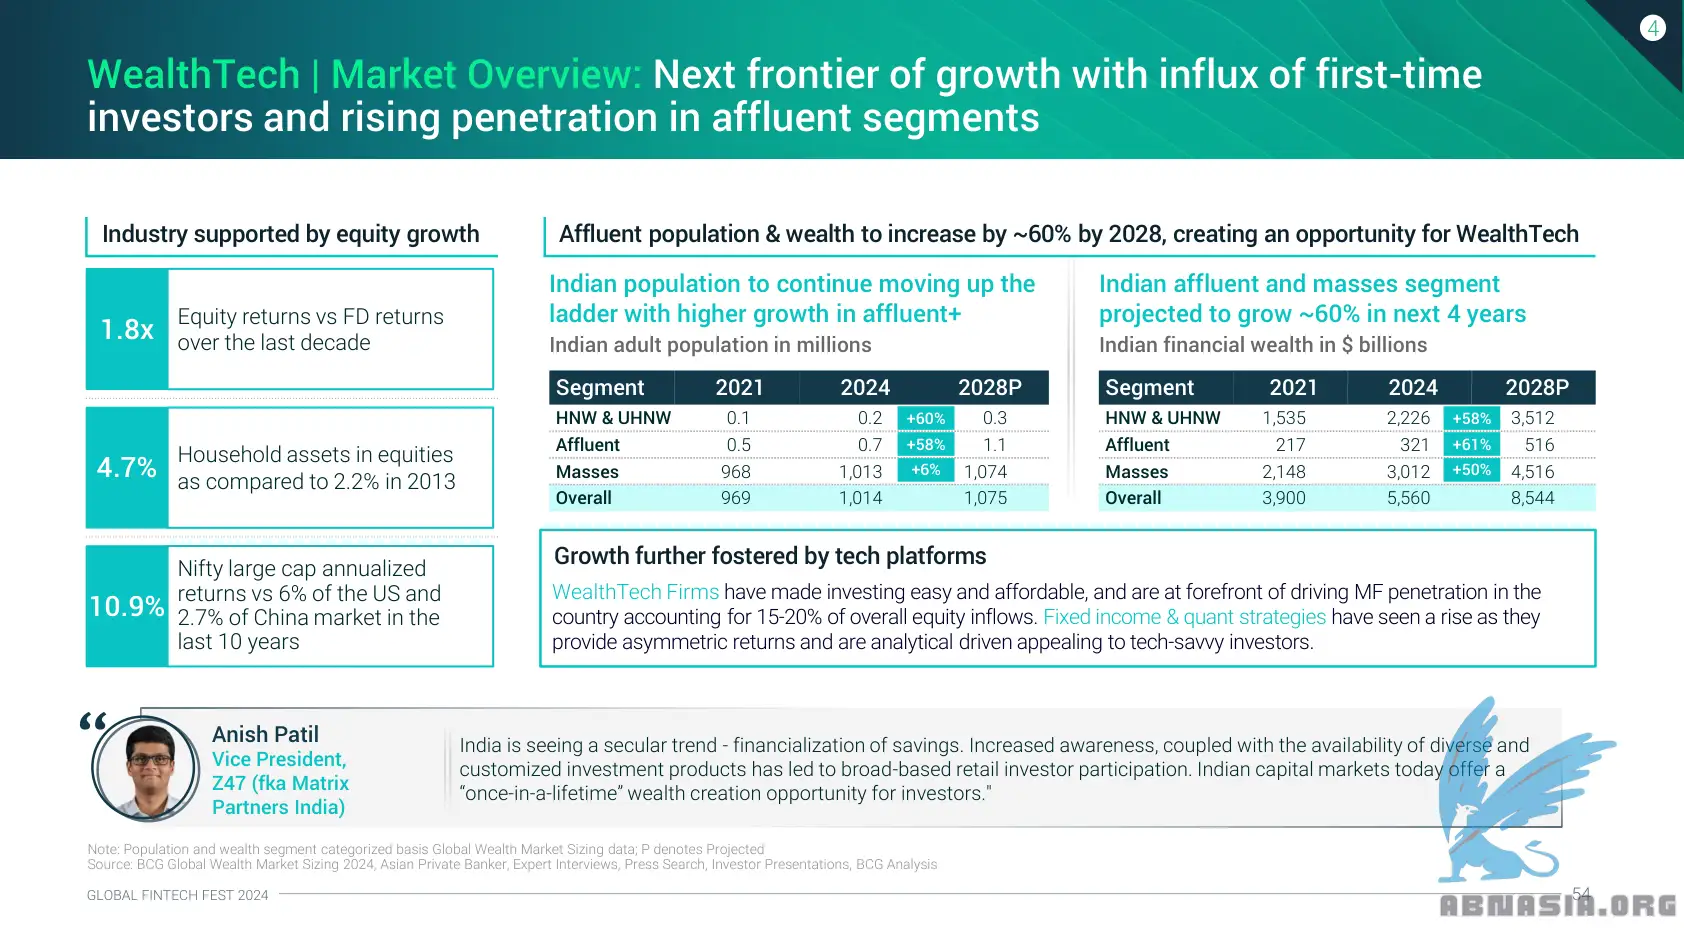 4
WealthTech | Market Overview: Next frontier of growth with influx of first-time
investors and rising penetration in affluent segments
Industry supported by equity growth
1.8x
Equity returns vs FD returns
over the last decade
4.7%
Household assets in equities
as compared to 2.2% in 2013
10.9%
Nifty large cap annualized
returns vs 6% of the US and
2.7% of China market in the
last 10 years
Affluent population & wealth to increase by ~60% by 2028, creating an opportunity for WealthTech
Indian population to continue moving up the
ladder with higher growth in affluent+
Indian adult population in millions
Segment 2021 2024 2028P
HNW & UHNW 0.1 0.2 +60% 0.3
Affluent 0.5 0.7 +58% 1.1
Masses 968 1,013 +6% 1,074
Overall 969 1,014 1,075
Indian affluent and masses segment
projected to grow ~60% in next 4 years
Indian financial wealth in $ billions
Segment 2021 2024 2028P
HNW & UHNW 1,535 2,226 +58% 3,512
Affluent 217 321 +61% 516
Masses 2,148 3,012 +50% 4,516
Overall 3,900 5,560 8,544
Growth further fostered by tech platforms
WealthTech Firms have made investing easy and affordable, and are at forefront of driving MF penetration in the
country accounting for 15-20% of overall equity inflows. Fixed income & quant strategies have seen a rise as they
provide asymmetric returns and are analytical driven appealing to tech-savvy investors.
“
Anish Patil
Vice President,
Z47 (fka Matrix
Partners India)
India is seeing a secular trend - financialization of savings. Increased awareness, coupled with the availability of diverse and
customized investment products has led to broad-based retail investor participation. Indian capital markets today offer a
“once-in-a-lifetime” wealth creation opportunity for investors."
Note: Population and wealth segment categorized basis Global Wealth Market Sizing data; P denotes Projected
Source: BCG Global Wealth Market Sizing 2024, Asian Private Banker, Expert Interviews, Press Search, Investor Presentations, BCG Analysis
GLOBAL FINTECH FEST 2024
54
ABNASIA.ORG